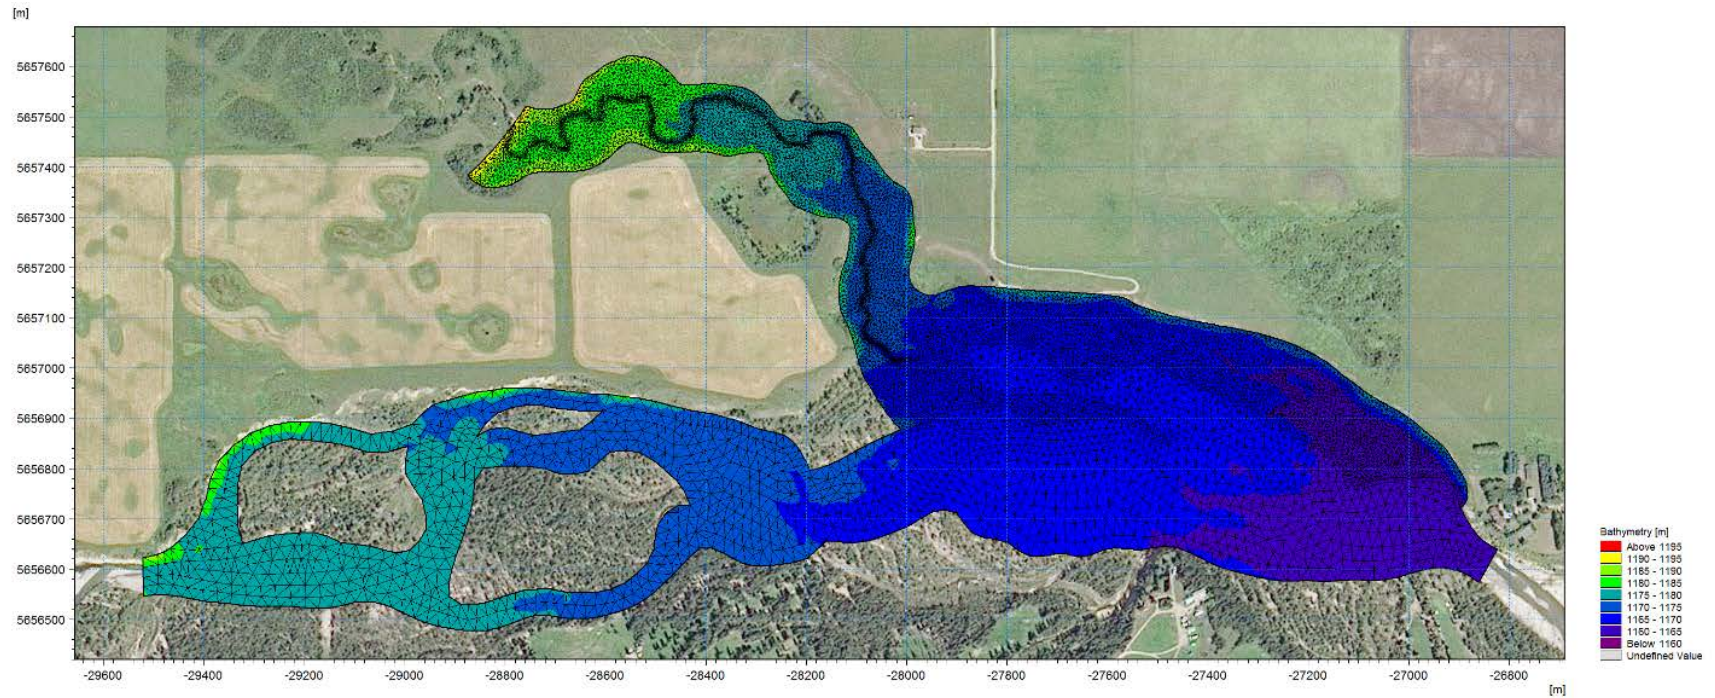 [m]
5657600
5657500
5657400
5657300
5657200
5657100
5657000
5656900
5656800
5656700
5656600
5656500
-29600 -29400 -29200 -29000 -28800 -28600 -28400 -28200 -28000 -27800 -27600 -27400 -27200 -27000 -26800
[m]
Bathymetry [m]
Above 1195
1190 - 1195
1185 - 1190
1180 - 1185
1175 - 1180
1170 - 1175
1165 - 1170
1160 - 1165
Below 1160
Undefined Value